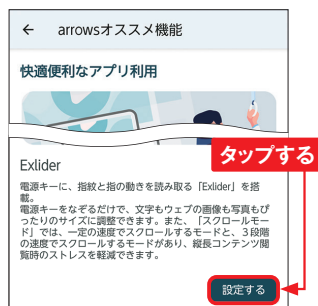 ← arrowsオススメ機能
快適便利なアプリ利用
タップする
Exlider
電源キーに、指紋と指の動きを読み取る「Exlider」を搭
載。
電源キーをなぞるだけで、文字もウェブの画像も写真もぴ
ったりのサイズに調整できます。また、「スクロールモー
ド」では、一定の速度でスクロールするモードと、３段階
の速度でスクロールするモードがあり、縦長コンテンツ閲
覧時のストレスを軽減できます。
設定する